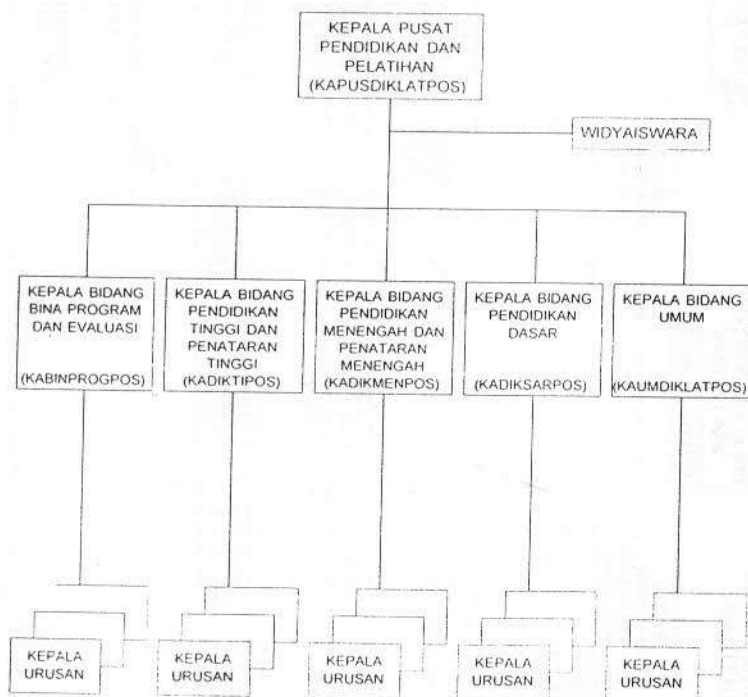 KEPALA PUSAT
PENDIDIKAN DAN
PELATIHAN
(KAPUSDIKLATPOS)
WIDYAISWARA
KEPALA BIDANG
BINA PROGRAM
DAN EVALUASI
(KABINPROGPOS)
KEPALA BIDANG
PENDIDIKAN
TINGGI DAN
PENATARAN
TINGGI
(KADIKTIPOS)
KEPALA BIDANG
PENDIDIKAN
MENENGAH DAN
PENATARAN
MENENGAH
(KADIKMENPOS)
KEPALA BIDANG
PENDIDIKAN
DASAR
(KADIKSARPOS)
KEPALA BIDANG
UMUM
(KAUMDIKLATPOS)
KEPALA
URUSAN
KEPALA
URUSAN
KEPALA
URUSAN
KEPALA
URUSAN
KEPALA
URUSAN